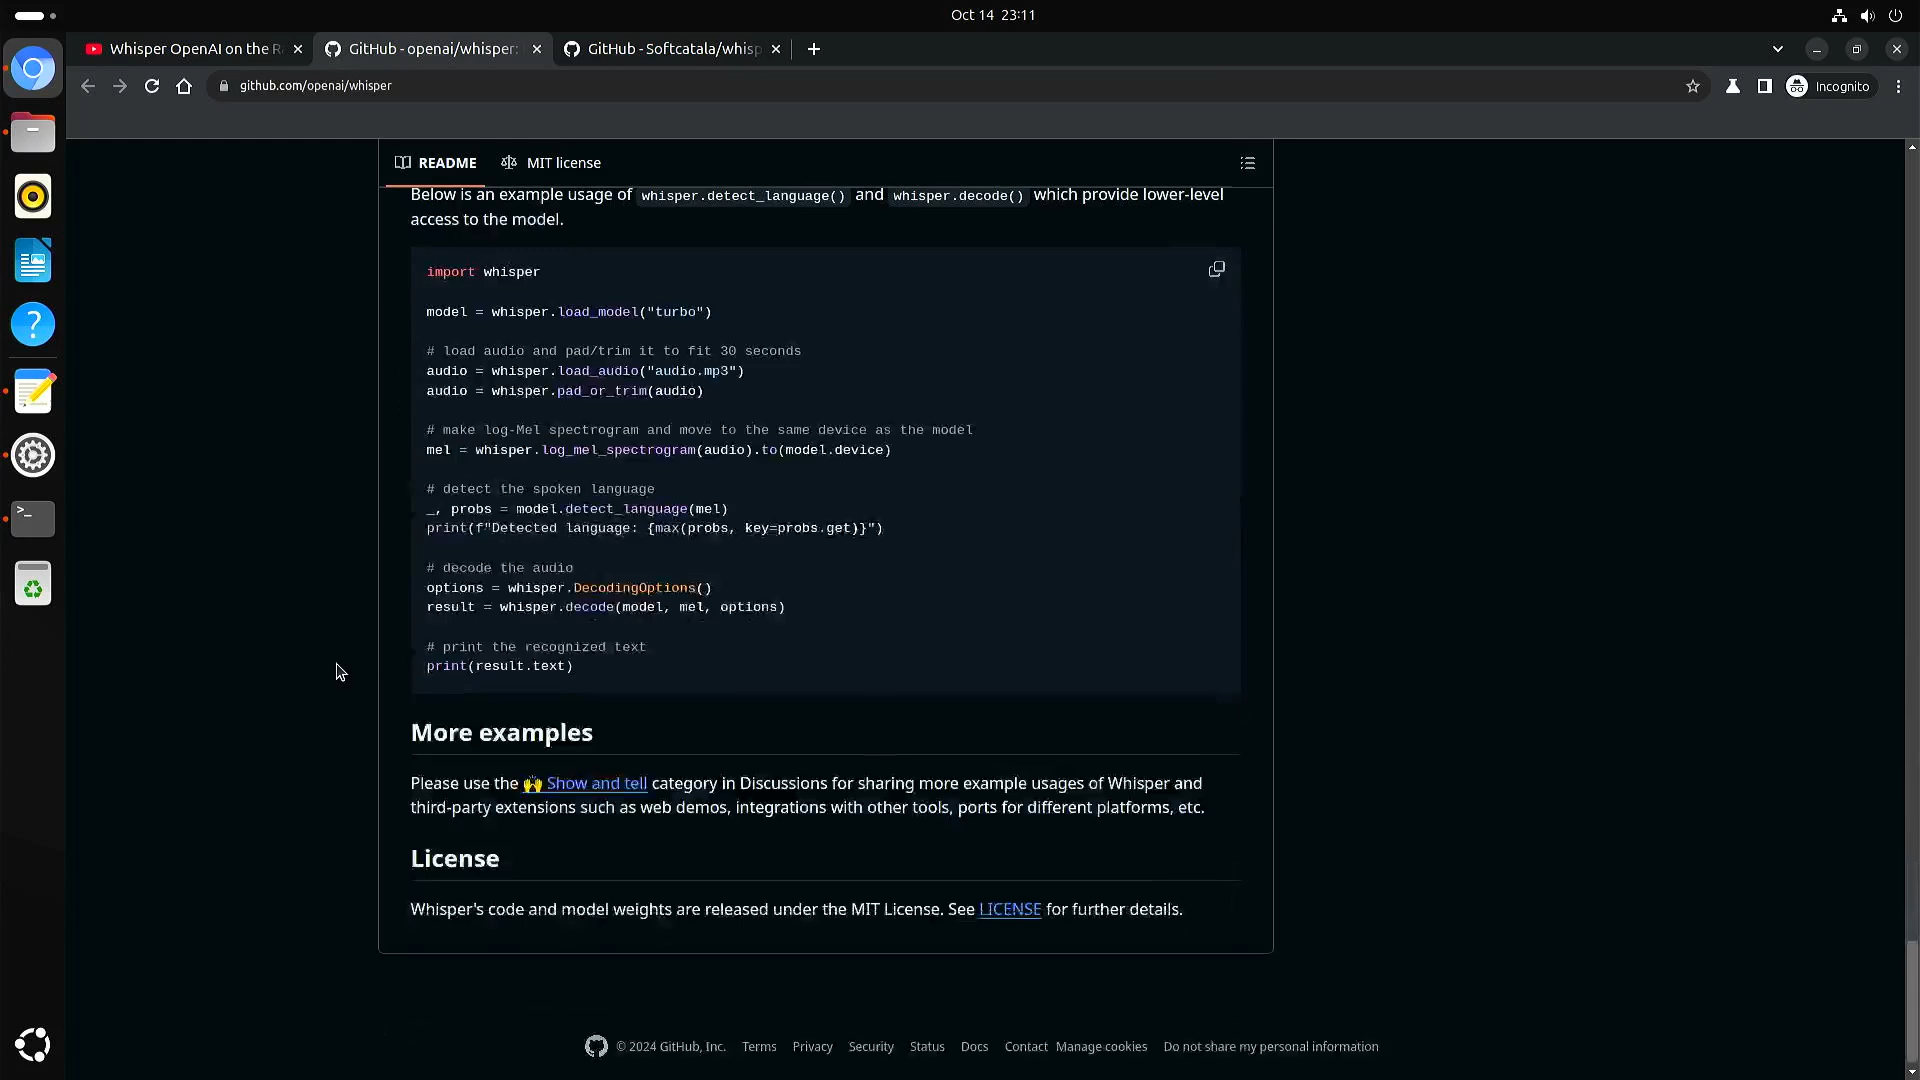 Oct 14 23:11
Whisper OpenAI on the R
GitHub - openai/whisper:
GitHub - Softcatala/whisp
github.com/openai/whisper
Incognito
README
MIT license
Below is an example usage of whisper.detect_language() and whisper.decode() which provide lower-level
access to the model.
import whisper
model = whisper.load_model("turbo")
# load audio and pad/trim it to fit 30 seconds
audio = whisper.load_audio("audio.mp3")
audio = whisper.pad_or_trim(audio)
# make log-Mel spectrogram and move to the same device as the model
mel = whisper.log_mel_spectrogram(audio).to(model.device)
# detect the spoken language
_, probs = model.detect_language(mel)
print(f"Detected language: {max(probs, key=probs.get)}")
# decode the audio
options = whisper.DecodingOptions()
result = whisper.decode(model, mel, options)
# print the recognized text
print(result.text)
More examples
Please use the 🙌 Show and tell category in Discussions for sharing more example usages of Whisper and
third-party extensions such as web demos, integrations with other tools, ports for different platforms, etc.
License
Whisper's code and model weights are released under the MIT License. See LICENSE for further details.
© 2024 GitHub, Inc. Terms Privacy Security Status Docs Contact Manage cookies Do not share my personal information